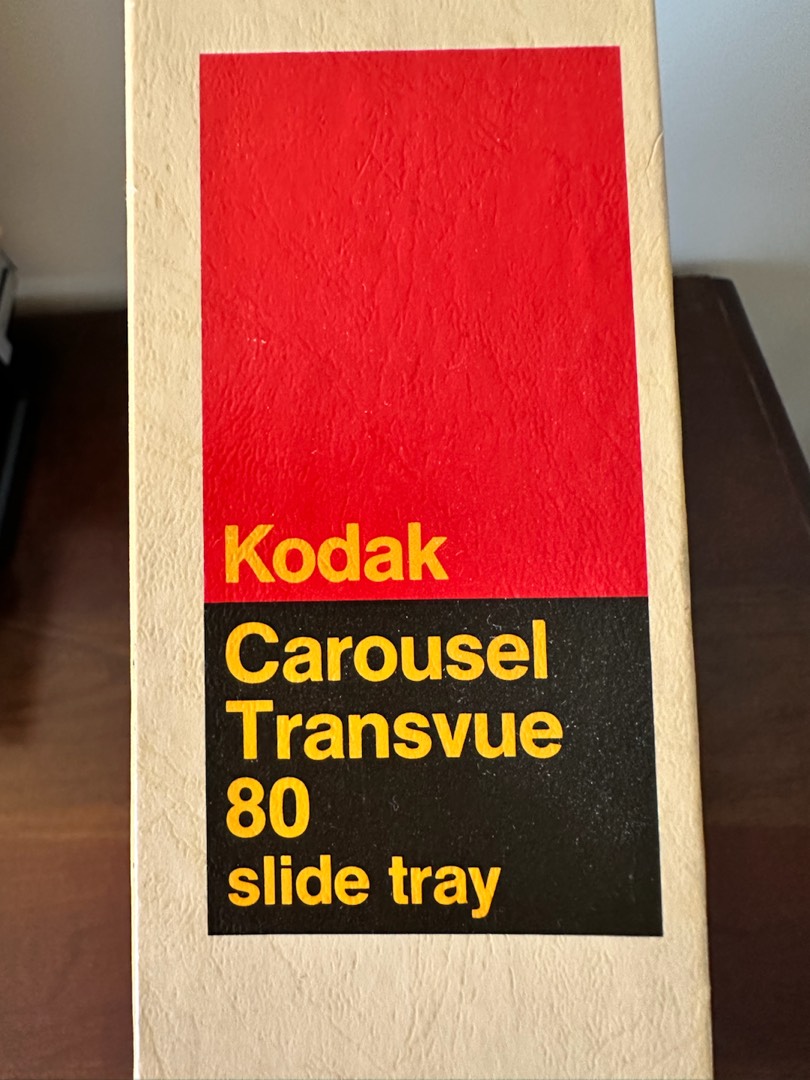 Kodak
Carousel
Transvue
80
slide tray